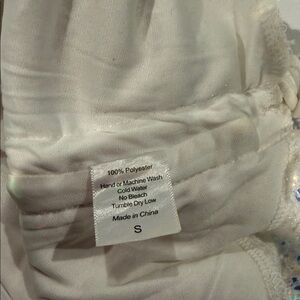 100% Polyester
Hand or Machine Wash
Cold Water
No Bleach
Tumble Dry Low
Made in China
S